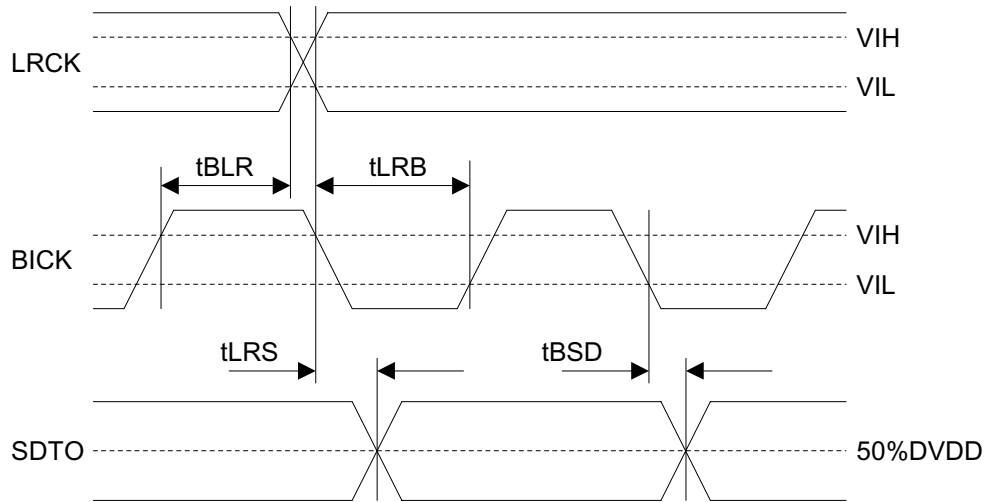 VIH
LRCK
VIL
tBLR
tLRB
VIH
BICK
VIL
tLRS
tBSD
SDTO
50%DVDD